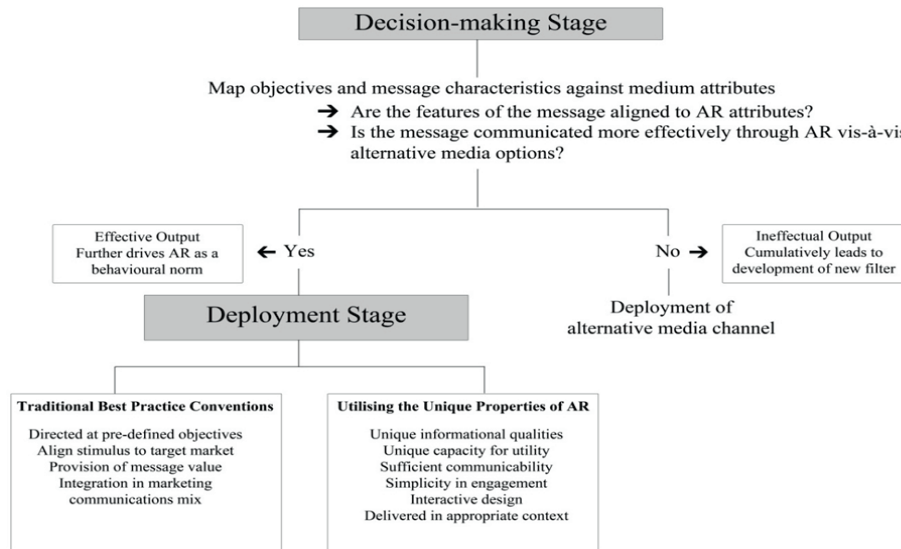 Decision-making Stage
Map objectives and message characteristics against medium attributes
➔ Are the features of the message aligned to AR attributes?
➔ Is the message communicated more effectively through AR vis-à-vis
alternative media options?
Effective Output
Further drives AR as a
behavioural norm
← Yes
No ➔
Ineffectual Output
Cumulatively leads to
development of new filter
Deployment Stage
Deployment of
alternative media channel
Traditional Best Practice Conventions
Directed at pre-defined objectives
Align stimulus to target market
Provision of message value
Integration in marketing
communications mix
Utilising the Unique Properties of AR
Unique informational qualities
Unique capacity for utility
Sufficient communicability
Simplicity in engagement
Interactive design
Delivered in appropriate context